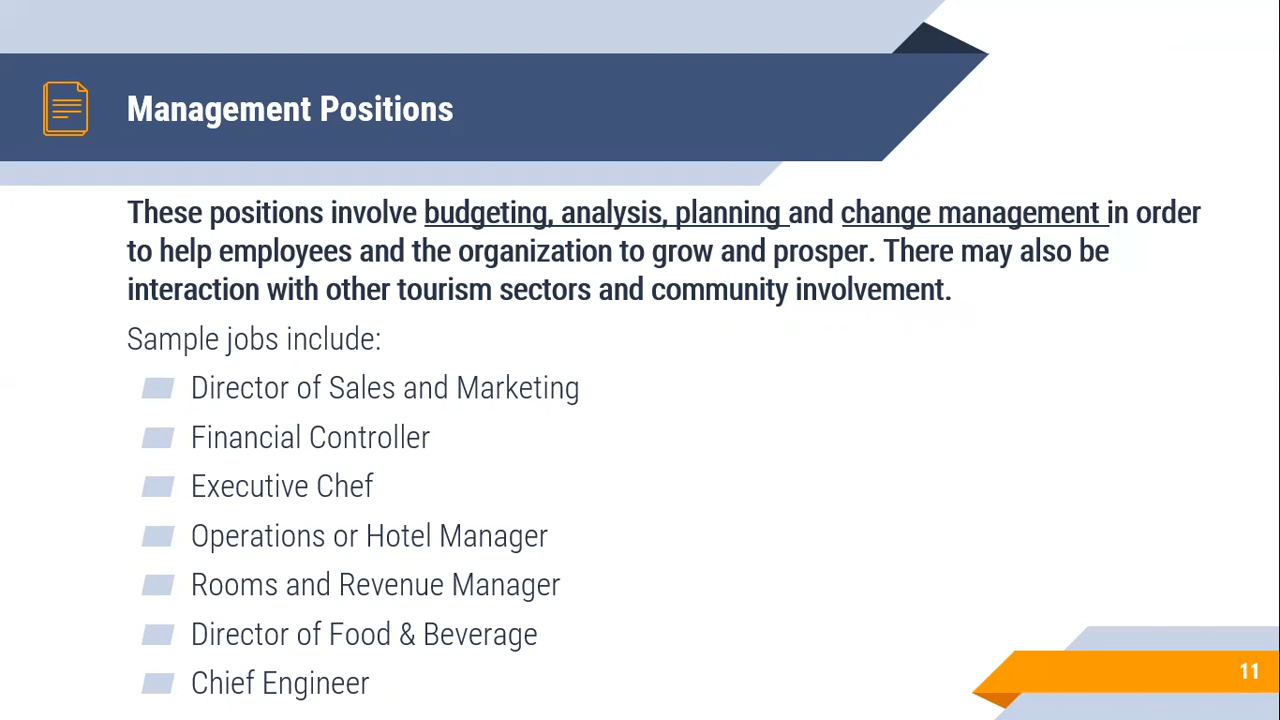 Management Positions
These positions involve budgeting, analysis, planning and change management in order
to help employees and the organization to grow and prosper. There may also be
interaction with other tourism sectors and community involvement.
Sample jobs include:
Director of Sales and Marketing
Financial Controller
Executive Chef
Operations or Hotel Manager
Rooms and Revenue Manager
Director of Food & Beverage
Chief Engineer
11